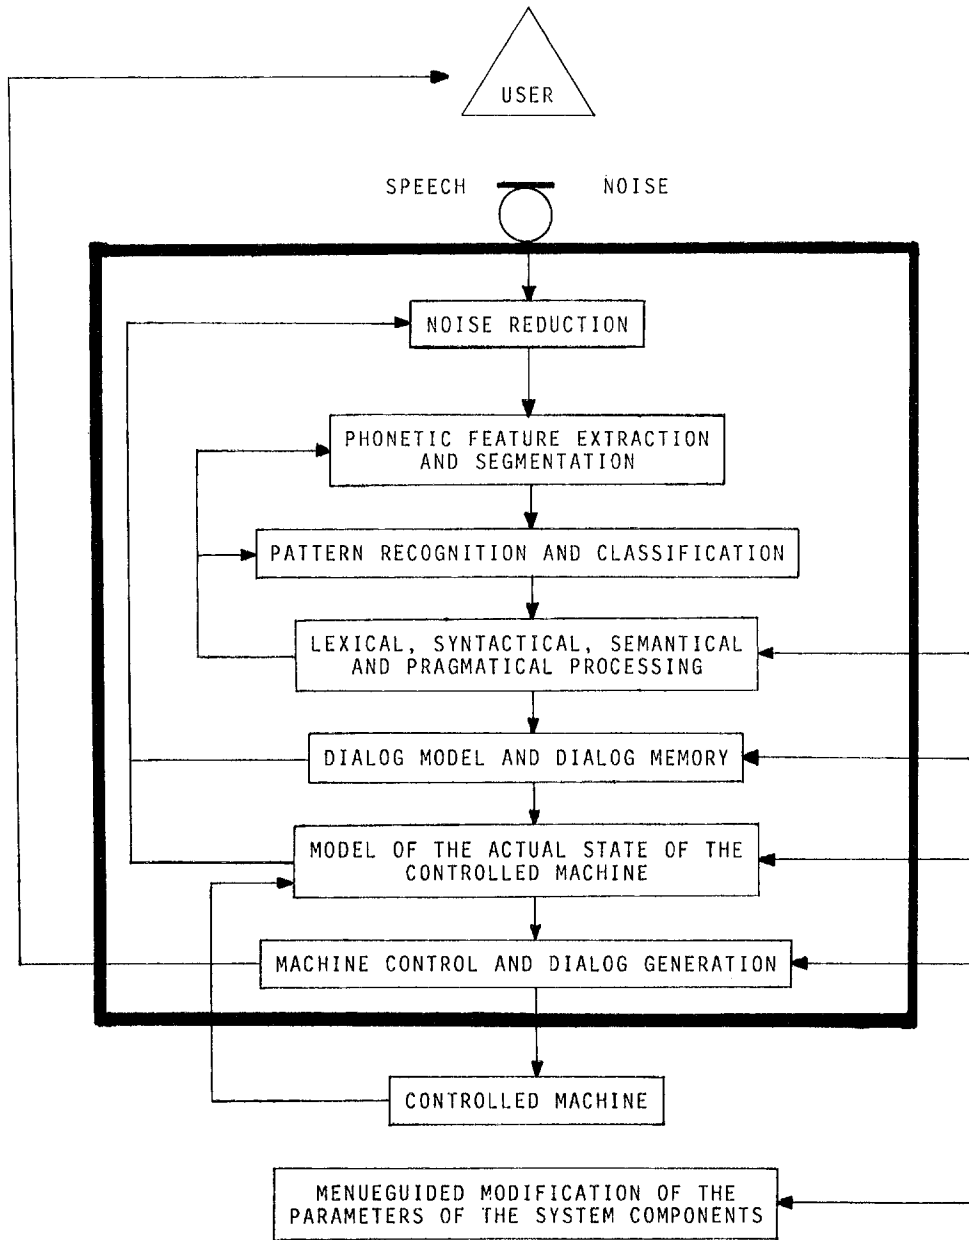 USER
SPEECH NOISE
NOISE REDUCTION
PHONETIC FEATURE EXTRACTION
AND SEGMENTATION
PATTERN RECOGNITION AND CLASSIFICATION
LEXICAL, SYNTACTICAL, SEMANTICAL
AND PRAGMATICAL PROCESSING
DIALOG MODEL AND DIALOG MEMORY
MODEL OF THE ACTUAL STATE OF THE
CONTROLLED MACHINE
MACHINE CONTROL AND DIALOG GENERATION
CONTROLLED MACHINE
MENUEGUIDED MODIFICATION OF THE
PARAMETERS OF THE SYSTEM COMPONENTS